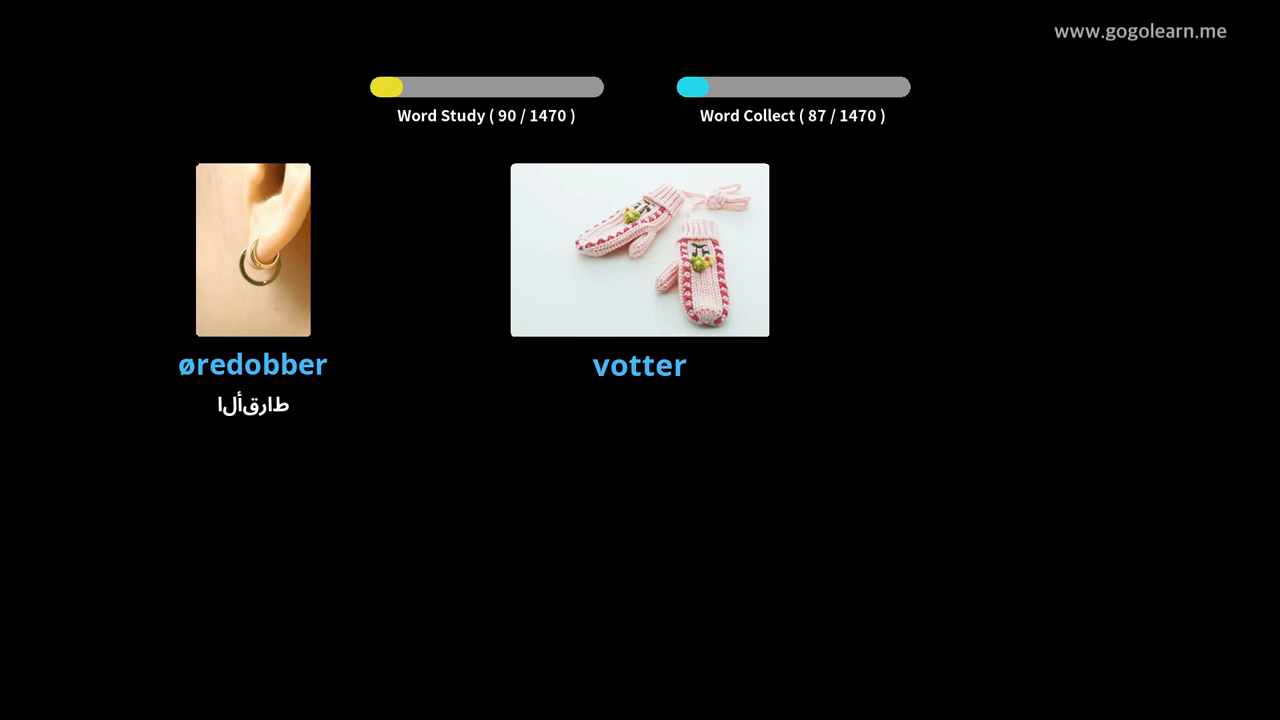 www.gogolearn.me
Word Study ( 90 / 1470 )
Word Collect ( 87 / 1470 )
øredobber
votter
الأقراط